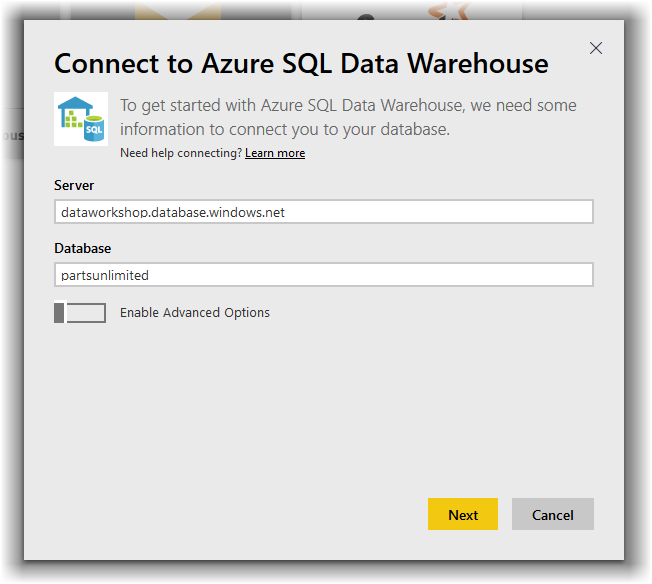 Connect to Azure SQL Data Warehouse
SQL
To get started with Azure SQL Data Warehouse, we need some
information to connect you to your database.
Need help connecting? Learn more
Server
dataworkshop.database.windows.net
Database
partsunlimited
Enable Advanced Options
Next
Cancel